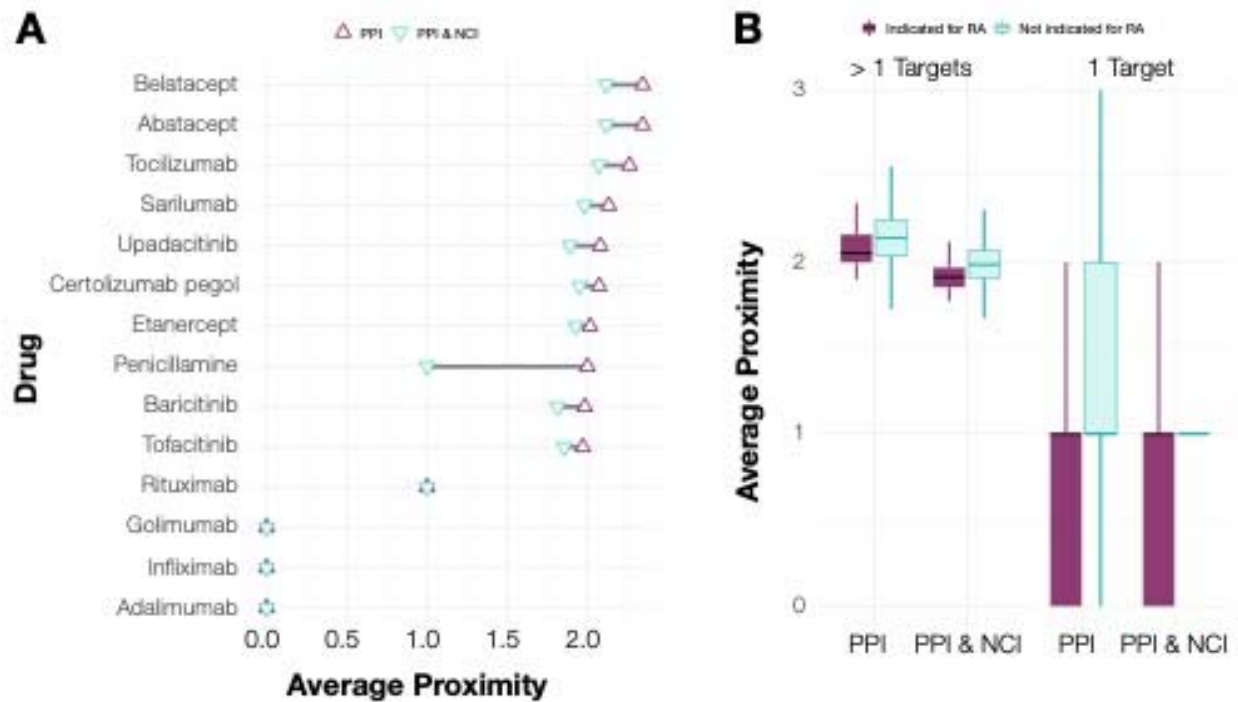 A
PPI PPI & NCI
Belatacept
Abatacept
Tocilizumab
Sarilumab
Upadacitinib
Certolizumab pegol
Etanercept
Penicillamine
Baricitinib
Tofacitinib
Rituximab
Golimumab
Infliximab
Adalimumab
Drug
0.0 0.5 1.0 1.5 2.0
Average Proximity
B
Indicated for RA Not indicated for RA
> 1 Targets 1 Target
3
2
1
0
Average Proximity
PPI PPI & NCI PPI PPI & NCI